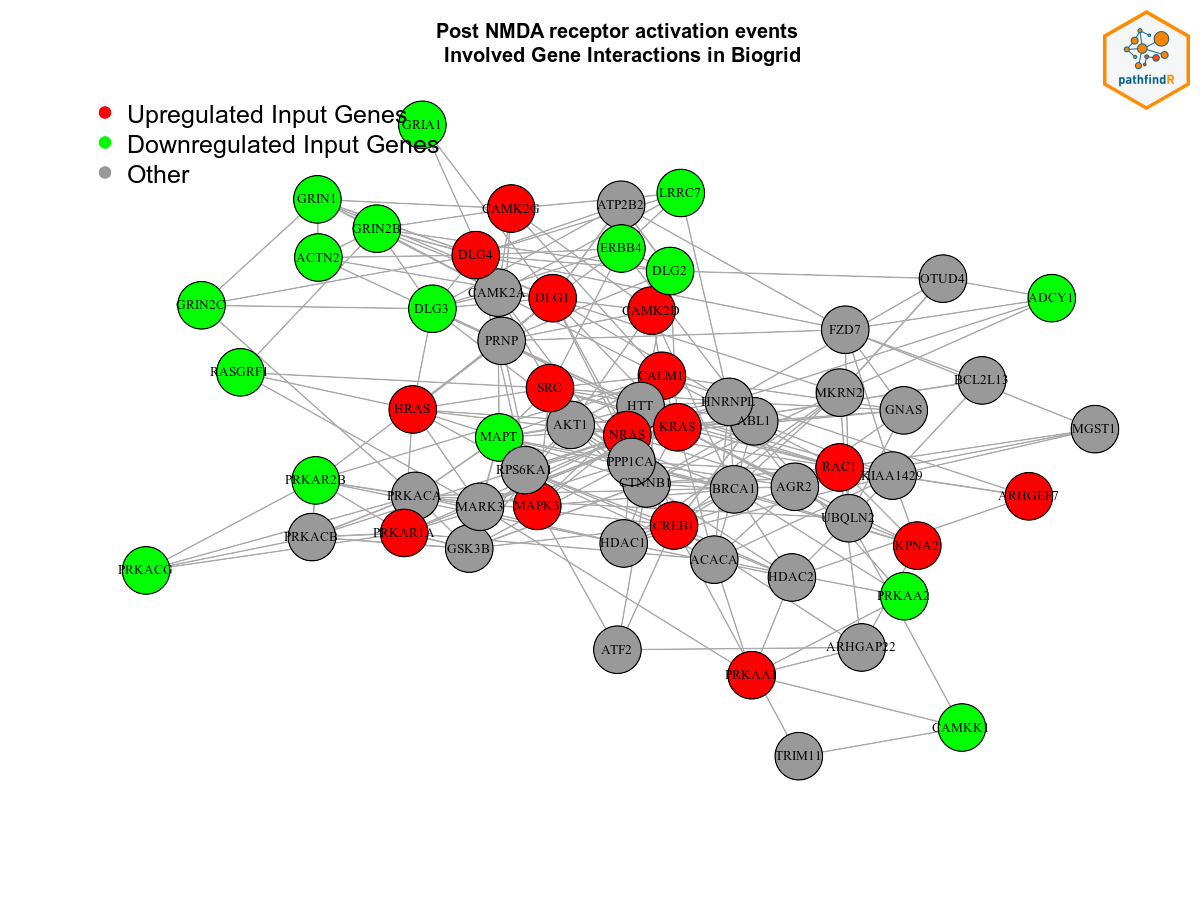 Post NMDA receptor activation events
Involved Gene Interactions in Biogrid
pathfindR
Upregulated Input Genes
Downregulated Input Genes
Other
GRIA1
GRIN1
CAMK2G
ATP2B2
LRRC7
GRIN2B
ACTN2
DLG4
ERBB4
DLG2
OTUD4
CAMK2A
DLG1
CAMK2D
ADCY1
GRIN2C
DLG3
PRNP
FZD7
RASGRF1
SRC
CALM1
BCL2L13
HRAS
HTT
HNRNPL
MKRN2
GNAS
AKT1
ABL1
MAPT
NRAS
KRAS
MGST1
PPP1CA
RPS6KA1
RAC1
PRKAR2B
CTNNB1
BRCA1
AGR2
KIAA1429
PRKACA
MARK3
MAPK3
ARHGEF7
PRKACB
PRKAR1A
CREB1
UBQLN2
GSK3B
HDAC1
ACACA
KPNA2
PRKACG
HDAC2
PRKAA2
ATF2
ARHGAP22
PRKAA1
CAMKK1
TRIM11